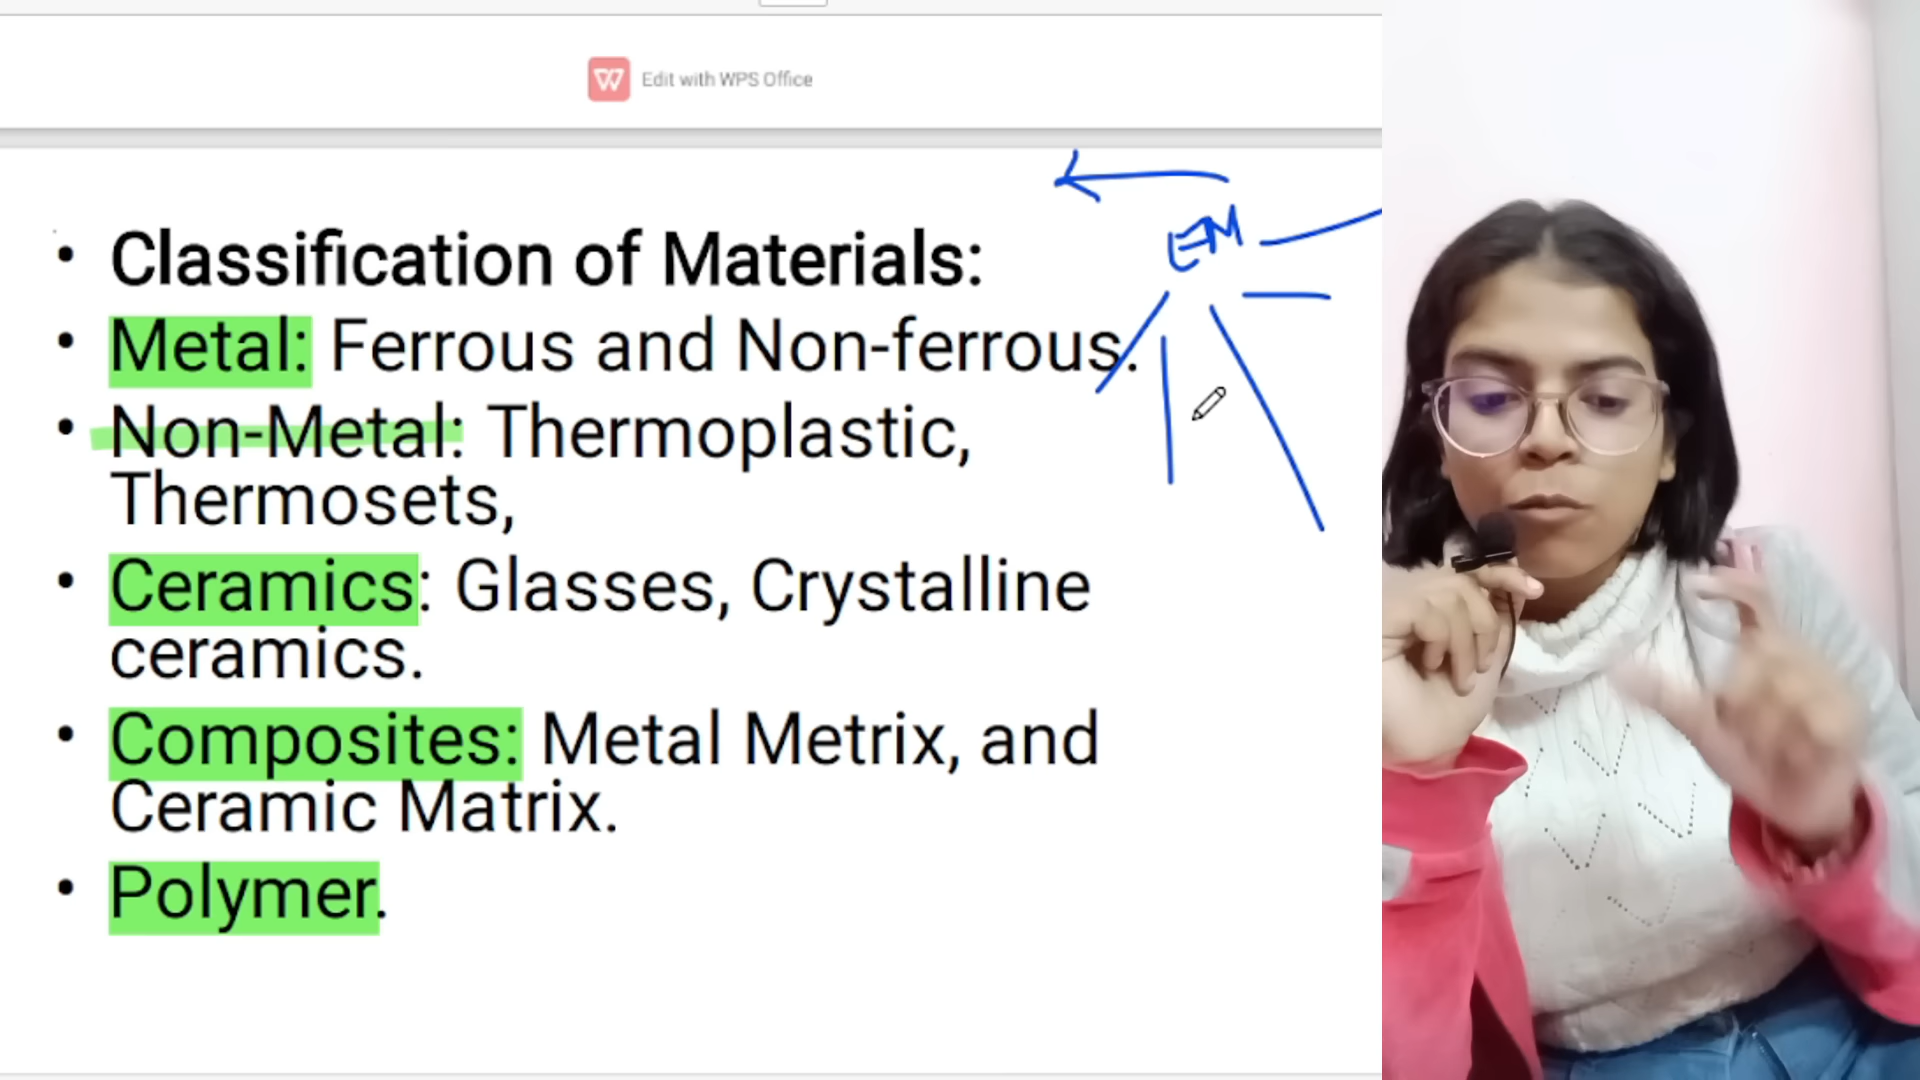 Edit with WPS Office
EM
• Classification of Materials:
• Metal: Ferrous and Non-ferrous.
• Non-Metal: Thermoplastic,
Thermosets,
• Ceramics: Glasses, Crystalline
ceramics.
• Composites: Metal Metrix, and
Ceramic Matrix.
• Polymer.